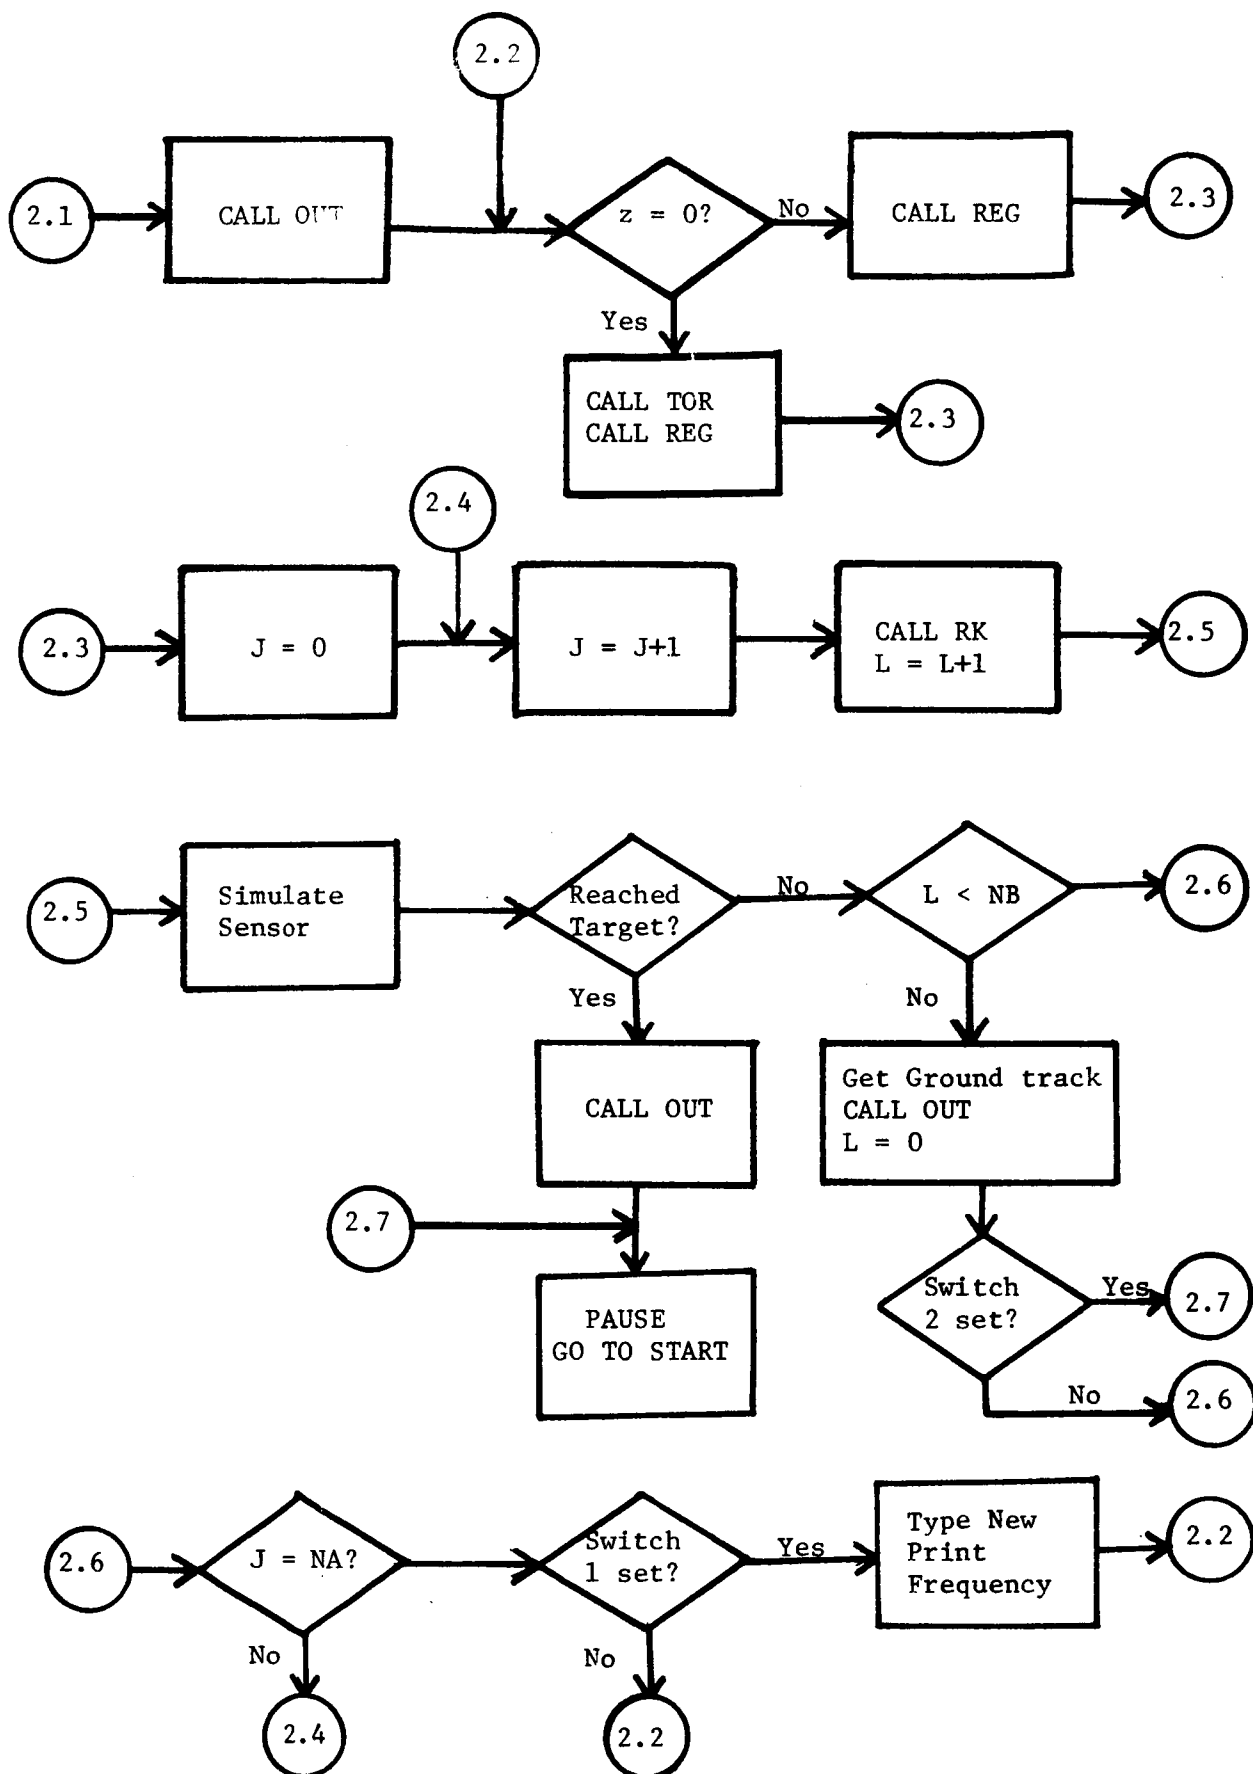 2.2
2.1
CALL OUT
z = 0?
No
CALL REG
2.3
Yes
CALL TOR
CALL REG
2.3
2.4
2.3
J = 0
J = J+1
CALL RK
L = L+1
2.5
2.5
Simulate
Sensor
Reached
Target?
No
L < NB
2.6
Yes
No
CALL OUT
Get Ground track
CALL OUT
L = 0
2.7
PAUSE
GO TO START
Switch
2 set?
Yes
2.7
No
2.6
2.6
J = NA?
Switch
1 set?
Yes
Type New
Print
Frequency
2.2
No
2.4
No
2.2